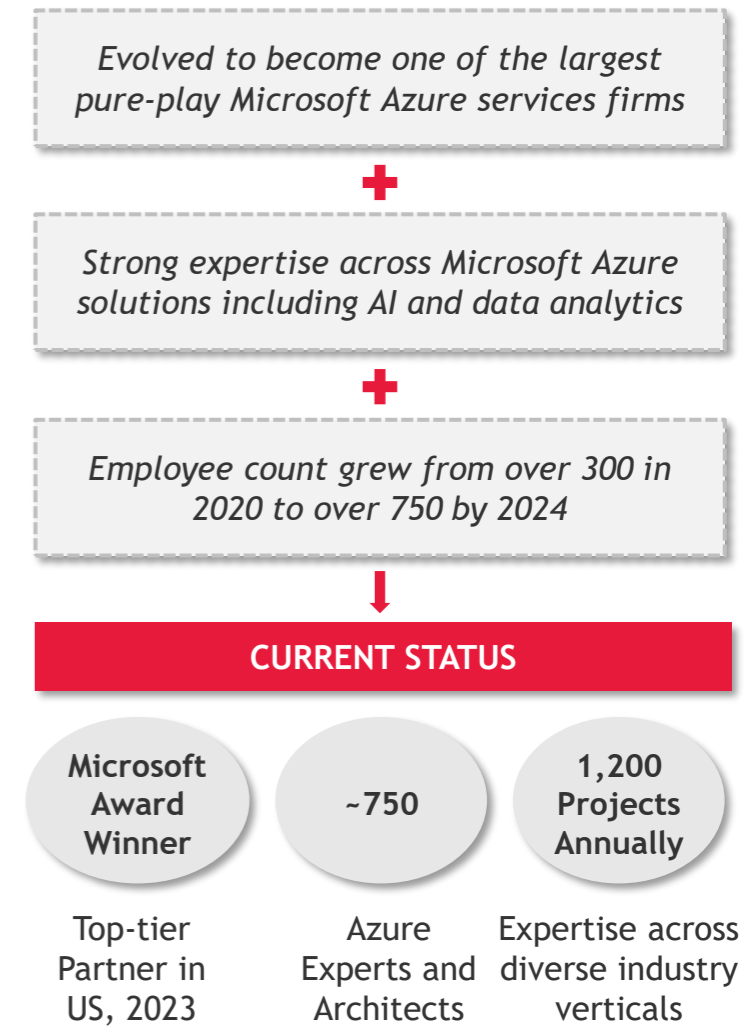 Evolved to become one of the largest
pure-play Microsoft Azure services firms
Strong expertise across Microsoft Azure
solutions including AI and data analytics
Employee count grew from over 300 in
2020 to over 750 by 2024
CURRENT STATUS
Microsoft
Award
Winner
~750
1,200
Projects
Annually
Top-tier
Partner in
US, 2023
Azure
Experts and
Architects
Expertise across
diverse industry
verticals